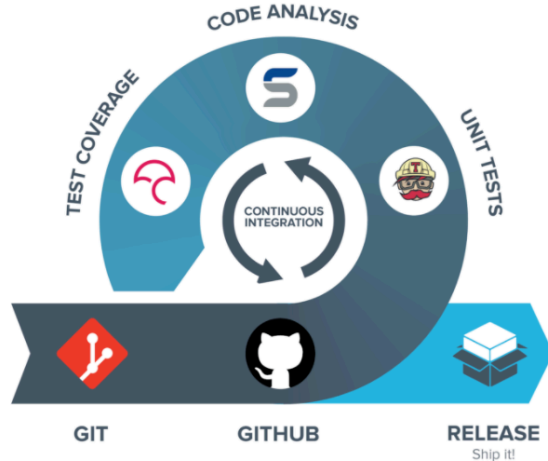 CODE ANALYSIS
TEST COVERAGE
UNIT TESTS
CONTINUOUS
INTEGRATION
GIT
GITHUB
RELEASE
Ship it!